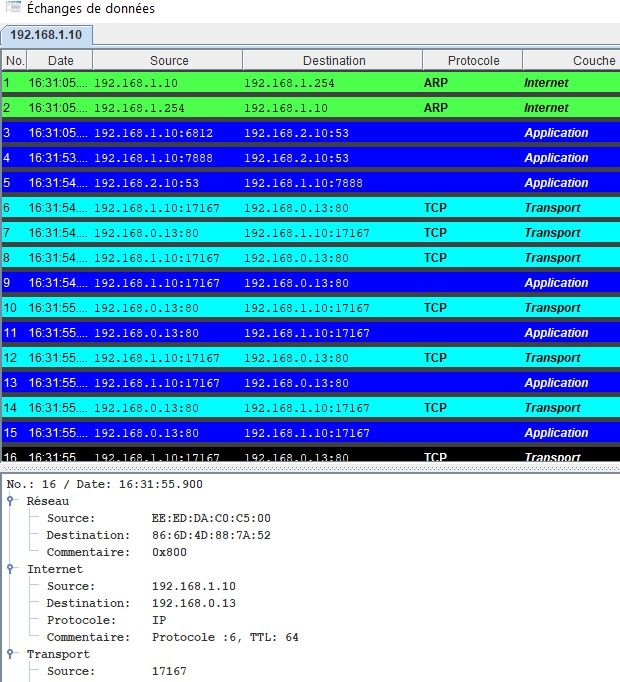 Échanges de données
192.168.1.10
No. Date Source Destination Protocole Couche
1 16:31:05.... 192.168.1.10 192.168.1.254 ARP Internet
2 16:31:05.... 192.168.1.254 192.168.1.10 ARP Internet
3 16:31:05.... 192.168.1.10:6812 192.168.2.10:53 Application
4 16:31:53.... 192.168.1.10:7888 192.168.2.10:53 Application
5 16:31:54.... 192.168.2.10:53 192.168.1.10:7888 Application
6 16:31:54.... 192.168.1.10:17167 192.168.0.13:80 TCP Transport
7 16:31:54.... 192.168.0.13:80 192.168.1.10:17167 TCP Transport
8 16:31:54.... 192.168.1.10:17167 192.168.0.13:80 TCP Transport
9 16:31:54.... 192.168.1.10:17167 192.168.0.13:80 Application
10 16:31:55.... 192.168.0.13:80 192.168.1.10:17167 TCP Transport
11 16:31:55.... 192.168.0.13:80 192.168.1.10:17167 Application
12 16:31:55.... 192.168.1.10:17167 192.168.0.13:80 TCP Transport
13 16:31:55.... 192.168.1.10:17167 192.168.0.13:80 Application
14 16:31:55.... 192.168.0.13:80 192.168.1.10:17167 TCP Transport
15 16:31:55.... 192.168.0.13:80 192.168.1.10:17167 Application
16 16:31:55.... 192.168.1.10:17167 192.168.0.13:80 TCP Transport
No.: 16 / Date: 16:31:55.900
Réseau
Source: EE:ED:DA:C0:C5:00
Destination: 86:6D:4D:88:7A:52
Commentaire: 0x800
Internet
Source: 192.168.1.10
Destination: 192.168.0.13
Protocole: IP
Commentaire: Protocole :6, TTL: 64
Transport
Source: 17167